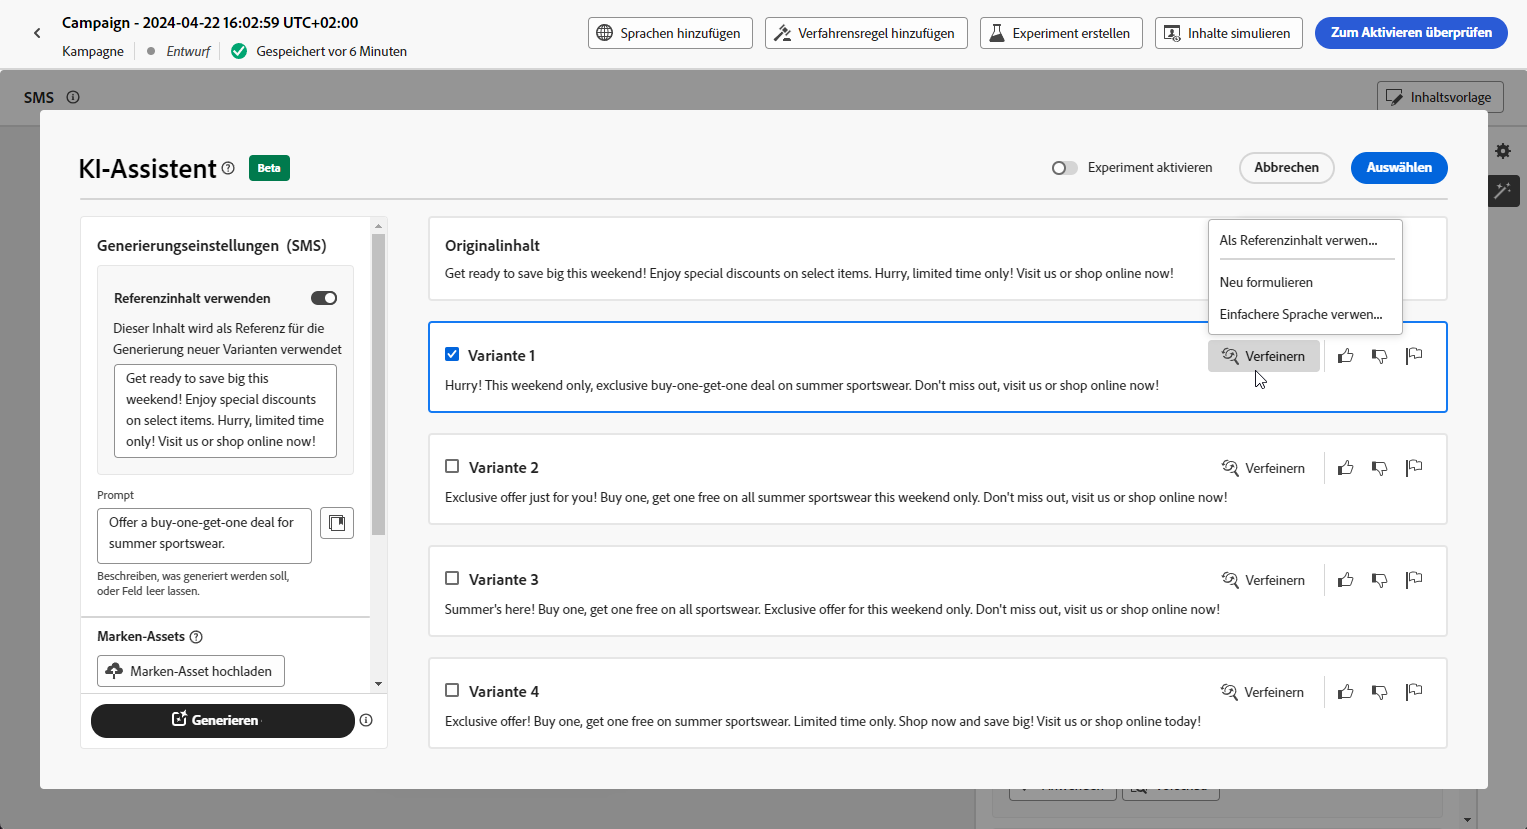 Campaign - 2024-04-22 16:02:59 UTC+02:00
Kampagne
Entwurf
Gespeichert vor 6 Minuten
Sprachen hinzufügen
Verfahrensregel hinzufügen
Experiment erstellen
Inhalte simulieren
Zum Aktivieren überprüfen
SMS
Inhaltsvorlage
KI-Assistent
Beta
Experiment aktivieren
Abbrechen
Auswählen
Generierungseinstellungen (SMS)
Referenzinhalt verwenden
Dieser Inhalt wird als Referenz für die
Generierung neuer Varianten verwendet
Get ready to save big this
weekend! Enjoy special discounts
on select items. Hurry, limited time
only! Visit us or shop online now!
Prompt
Offer a buy-one-get-one deal for
summer sportswear.
Beschreiben, was generiert werden soll,
oder Feld leer lassen.
Marken-Assets
Marken-Asset hochladen
Generieren
Originalinhalt
Get ready to save big this weekend! Enjoy special discounts on select items. Hurry, limited time only! Visit us or shop online now!
Als Referenzinhalt verwen...
Neu formulieren
Einfachere Sprache verwen...
Variante 1
Verfeinern
Hurry! This weekend only, exclusive buy-one-get-one deal on summer sportswear. Don't miss out, visit us or shop online now!
Variante 2
Verfeinern
Exclusive offer just for you! Buy one, get one free on all summer sportswear this weekend only. Don't miss out, visit us or shop online now!
Variante 3
Verfeinern
Summer's here! Buy one, get one free on all sportswear. Exclusive offer for this weekend only. Don't miss out, visit us or shop online now!
Variante 4
Verfeinern
Exclusive offer! Buy one, get one free on summer sportswear. Limited time only. Shop now and save big! Visit us or shop online today!